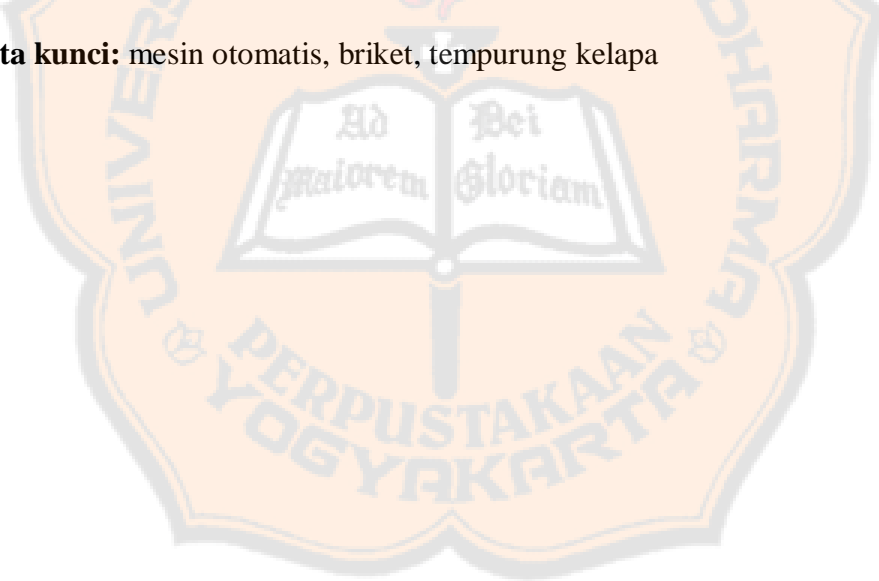 ta kunci: mesin otomatis, briket, tempurung kelapa
Ad Dei
Maiorem Gloriam
PERPUSTAKAAN
YOGYAKARTA